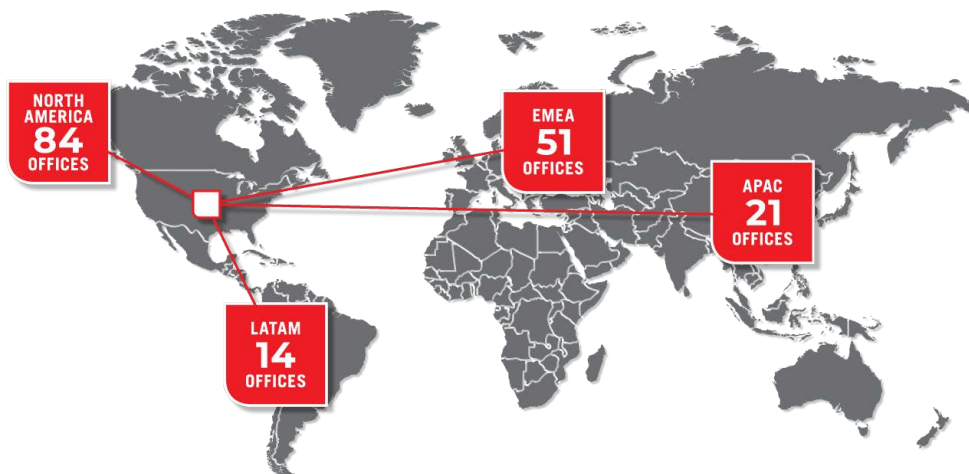 NORTH
AMERICA
84
OFFICES
EMEA
51
OFFICES
APAC
21
OFFICES
LATAM
14
OFFICES